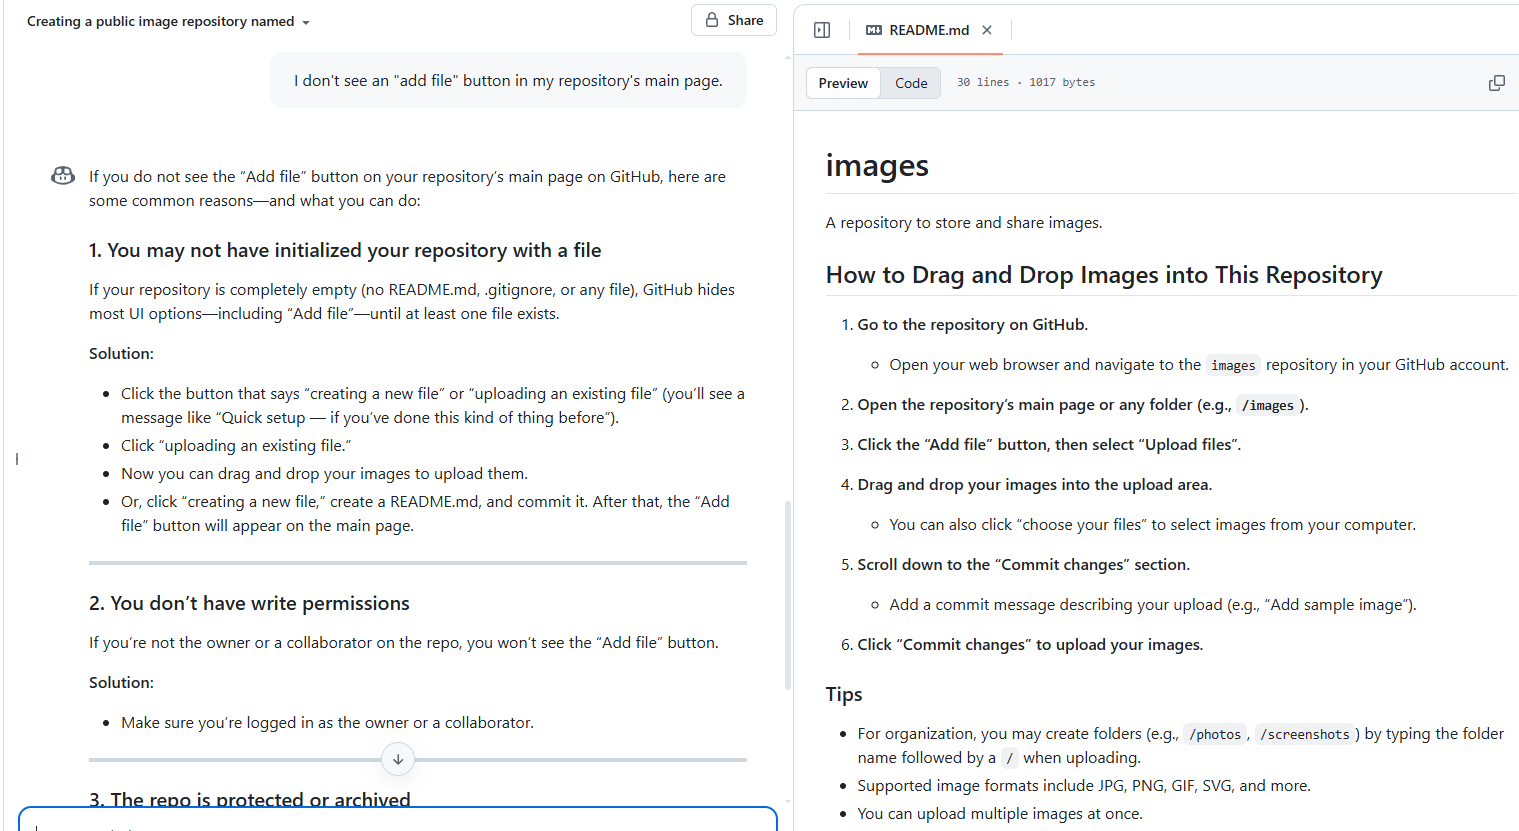 Creating a public image repository named
Share
I don't see an "add file" button in my repository's main page.
If you do not see the “Add file” button on your repository’s main page on GitHub, here are
some common reasons—and what you can do:
1. You may not have initialized your repository with a file
If your repository is completely empty (no README.md, .gitignore, or any file), GitHub hides
most UI options—including “Add file”—until at least one file exists.
Solution:
• Click the button that says “creating a new file” or “uploading an existing file” (you’ll see a
message like “Quick setup — if you’ve done this kind of thing before”).
• Click “uploading an existing file.”
• Now you can drag and drop your images to upload them.
• Or, click “creating a new file,” create a README.md, and commit it. After that, the “Add
file” button will appear on the main page.
2. You don’t have write permissions
If you’re not the owner or a collaborator on the repo, you won’t see the “Add file” button.
Solution:
• Make sure you’re logged in as the owner or a collaborator.
3. The repo is protected or archived
README.md
Preview Code 30 lines · 1017 bytes
images
A repository to store and share images.
How to Drag and Drop Images into This Repository
1. Go to the repository on GitHub.
○ Open your web browser and navigate to the images repository in your GitHub account.
2. Open the repository’s main page or any folder (e.g., /images ).
3. Click the “Add file” button, then select “Upload files”.
4. Drag and drop your images into the upload area.
○ You can also click “choose your files” to select images from your computer.
5. Scroll down to the “Commit changes” section.
○ Add a commit message describing your upload (e.g., “Add sample image”).
6. Click “Commit changes” to upload your images.
Tips
• For organization, you may create folders (e.g., /photos , /screenshots ) by typing the folder
name followed by a / when uploading.
• Supported image formats include JPG, PNG, GIF, SVG, and more.
• You can upload multiple images at once.